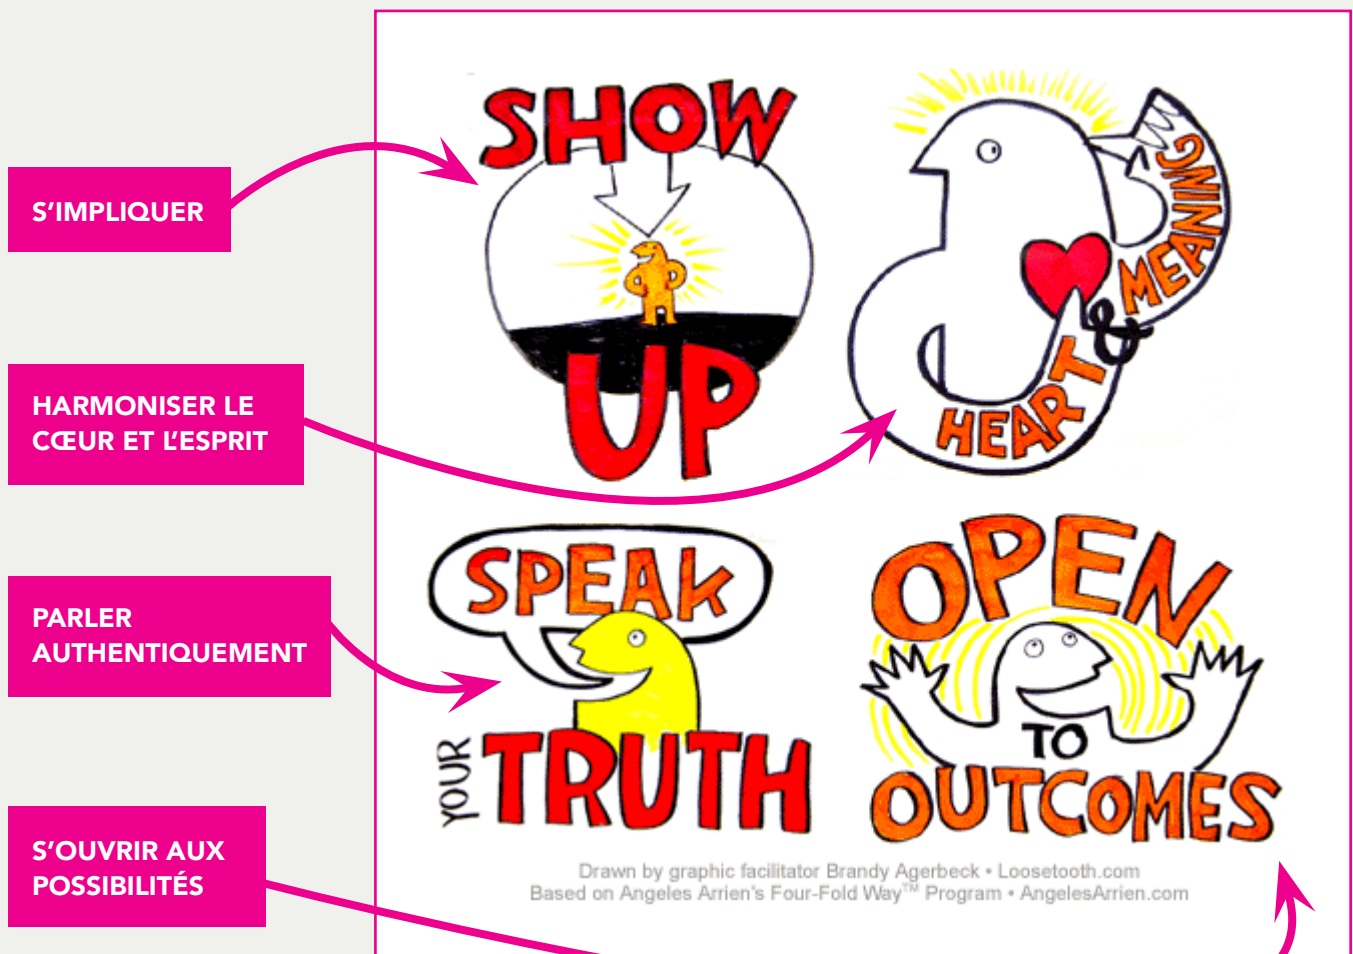 S'IMPLIQUER
HARMONISER LE
CŒUR ET L'ESPRIT
PARLER
AUTHENTIQUEMENT
S'OUVRIR AUX
POSSIBILITÉS
SHOW
UP
HEART & MEANING
SPEAK
YOUR TRUTH
OPEN
TO
OUTCOMES
Drawn by graphic facilitator Brandy Agerbeck • Loosetooth.com
Based on Angeles Arrien's Four-Fold Way™ Program • AngelesArrien.com